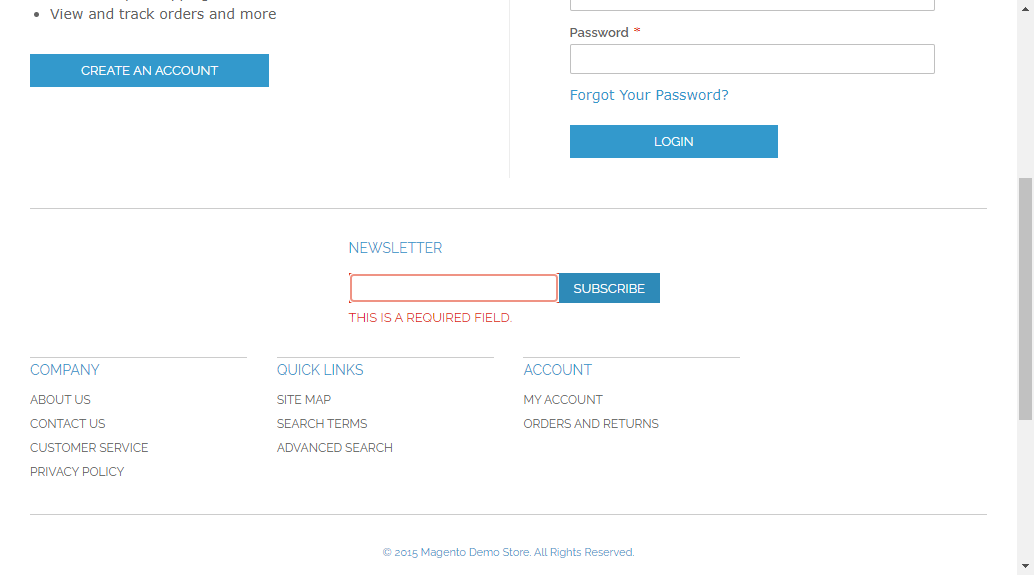 View and track orders and more
CREATE AN ACCOUNT
Password *
Forgot Your Password?
LOGIN
NEWSLETTER
SUBSCRIBE
THIS IS A REQUIRED FIELD.
COMPANY
ABOUT US
CONTACT US
CUSTOMER SERVICE
PRIVACY POLICY
QUICK LINKS
SITE MAP
SEARCH TERMS
ADVANCED SEARCH
ACCOUNT
MY ACCOUNT
ORDERS AND RETURNS
© 2015 Magento Demo Store. All Rights Reserved.